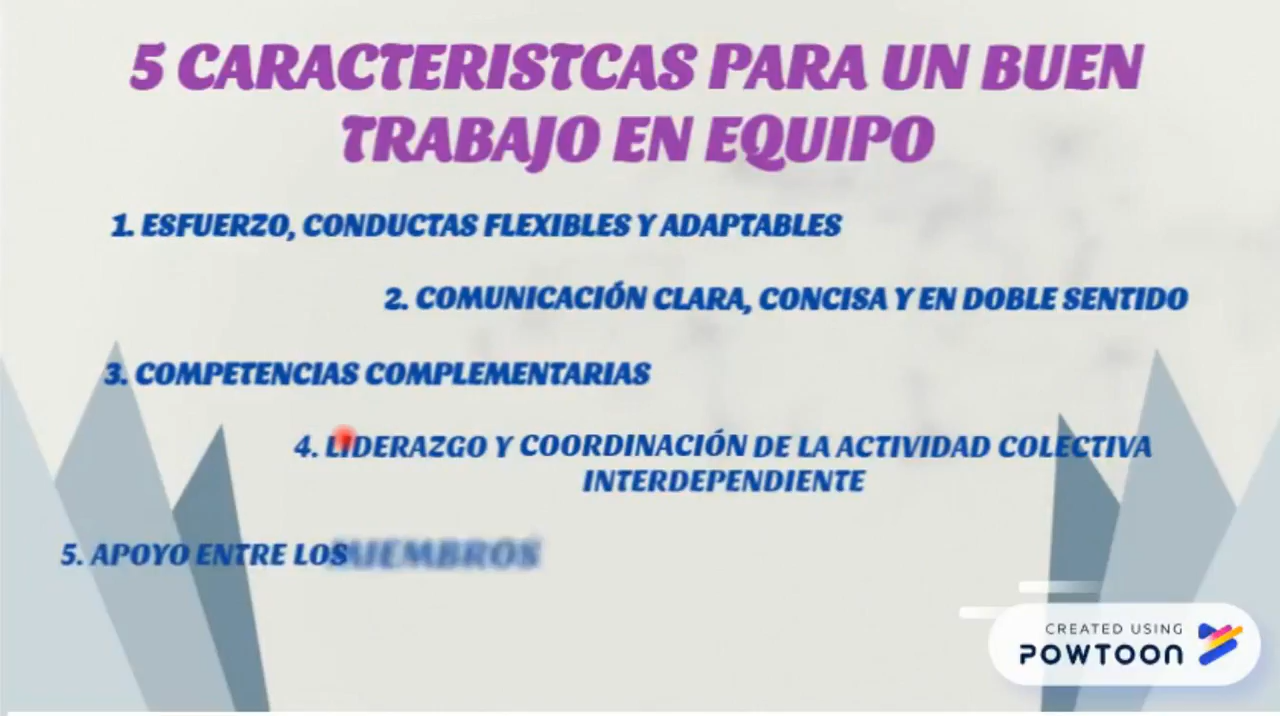 5 CARACTERISTCAS PARA UN BUEN
TRABAJO EN EQUIPO
1. ESFUERZO, CONDUCTAS FLEXIBLES Y ADAPTABLES
2. COMUNICACIÓN CLARA, CONCISA Y EN DOBLE SENTIDO
3. COMPETENCIAS COMPLEMENTARIAS
4. LIDERAZGO Y COORDINACIÓN DE LA ACTIVIDAD COLECTIVA
INTERDEPENDIENTE
5. APOYO ENTRE LOS MIEMBROS
CREATED USING
POWTOON